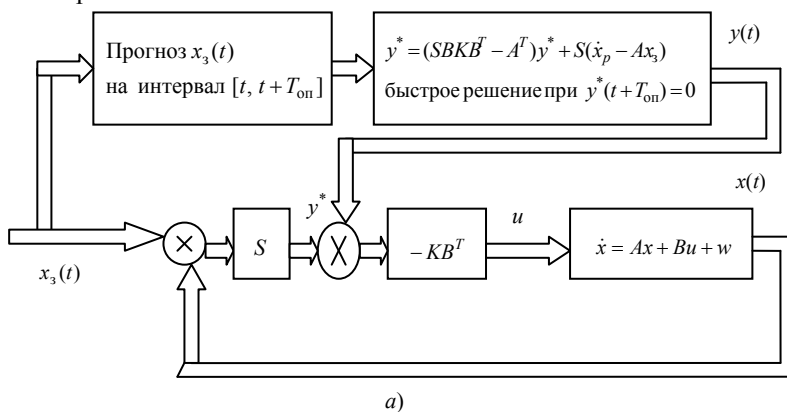 Прогноз x_з(t)
на интервал [t, t + T_оп]
y* = (SBKB^T − A^T)y* + S(ẋ_p − Ax_з)
быстрое решение при y*(t + T_оп) = 0
y(t)
x(t)
y*
u
S
−KB^T
ẋ = Ax + Bu + w
x_з(t)
а)